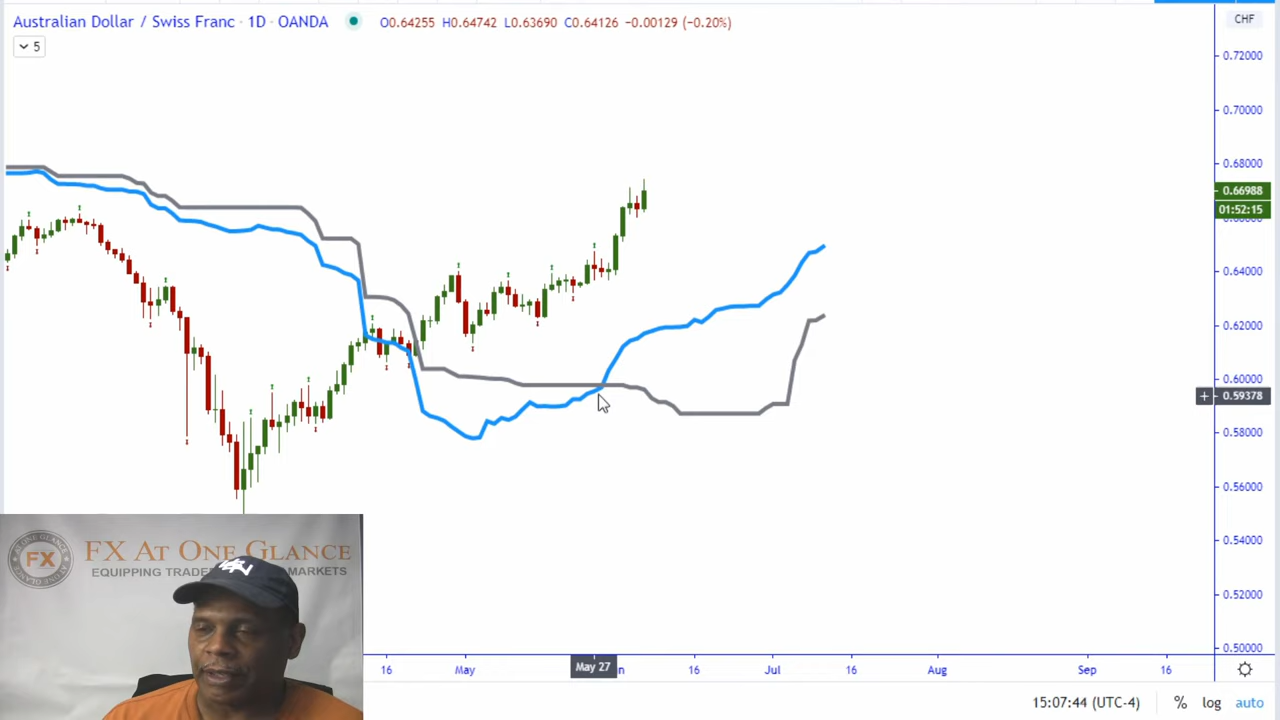 Australian Dollar / Swiss Franc · 1D · OANDA O0.64255 H0.64742 L0.63690 C0.64126 -0.00129 (-0.20%)
CHF
5
0.72000
0.70000
0.68000
0.66988
01:52:15
0.64000
0.62000
0.60000
+ 0.59378
0.58000
0.56000
0.54000
0.52000
0.50000
FX
FX AT ONE GLANCE
16 May May 27 16 Jul 16 Aug Sep 16
15:07:44 (UTC-4) % log auto